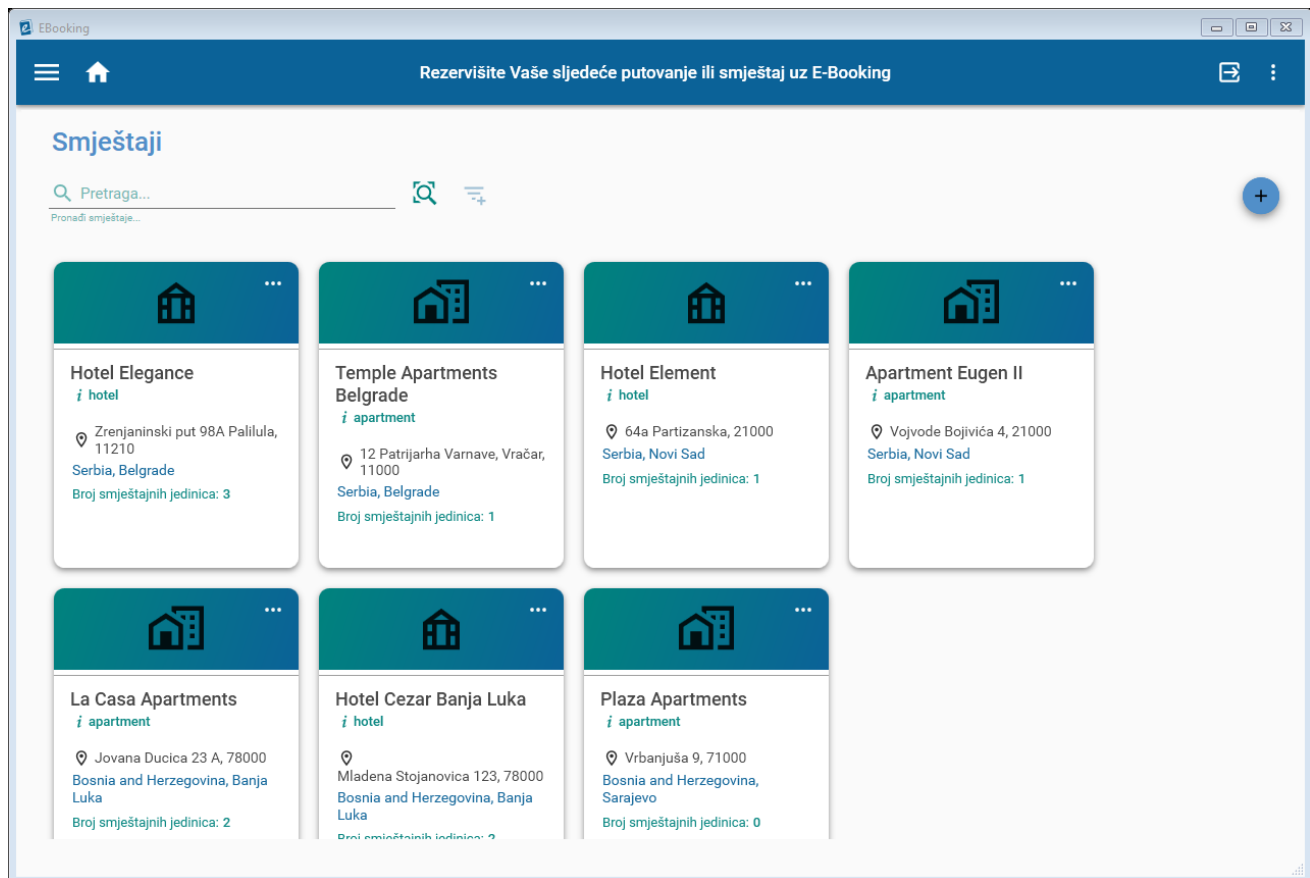 EBooking
Rezervišite Vaše sljedeće putovanje ili smještaj uz E-Booking
Smještaji
Pretraga...
Pronađi smještaje...
Hotel Elegance
i hotel
Zrenjaninski put 98A Palilula,
11210
Serbia, Belgrade
Broj smještajnih jedinica: 3
Temple Apartments
Belgrade
i apartment
12 Patrijarha Varnave, Vračar,
11000
Serbia, Belgrade
Broj smještajnih jedinica: 1
Hotel Element
i hotel
64a Partizanska, 21000
Serbia, Novi Sad
Broj smještajnih jedinica: 1
Apartment Eugen II
i apartment
Vojvode Bojivića 4, 21000
Serbia, Novi Sad
Broj smještajnih jedinica: 1
La Casa Apartments
i apartment
Jovana Ducica 23 A, 78000
Bosnia and Herzegovina, Banja
Luka
Broj smještajnih jedinica: 2
Hotel Cezar Banja Luka
i hotel
Mladena Stojanovica 123, 78000
Bosnia and Herzegovina, Banja
Luka
Broj smještajnih jedinica: 2
Plaza Apartments
i apartment
Vrbanjuša 9, 71000
Bosnia and Herzegovina,
Sarajevo
Broj smještajnih jedinica: 0